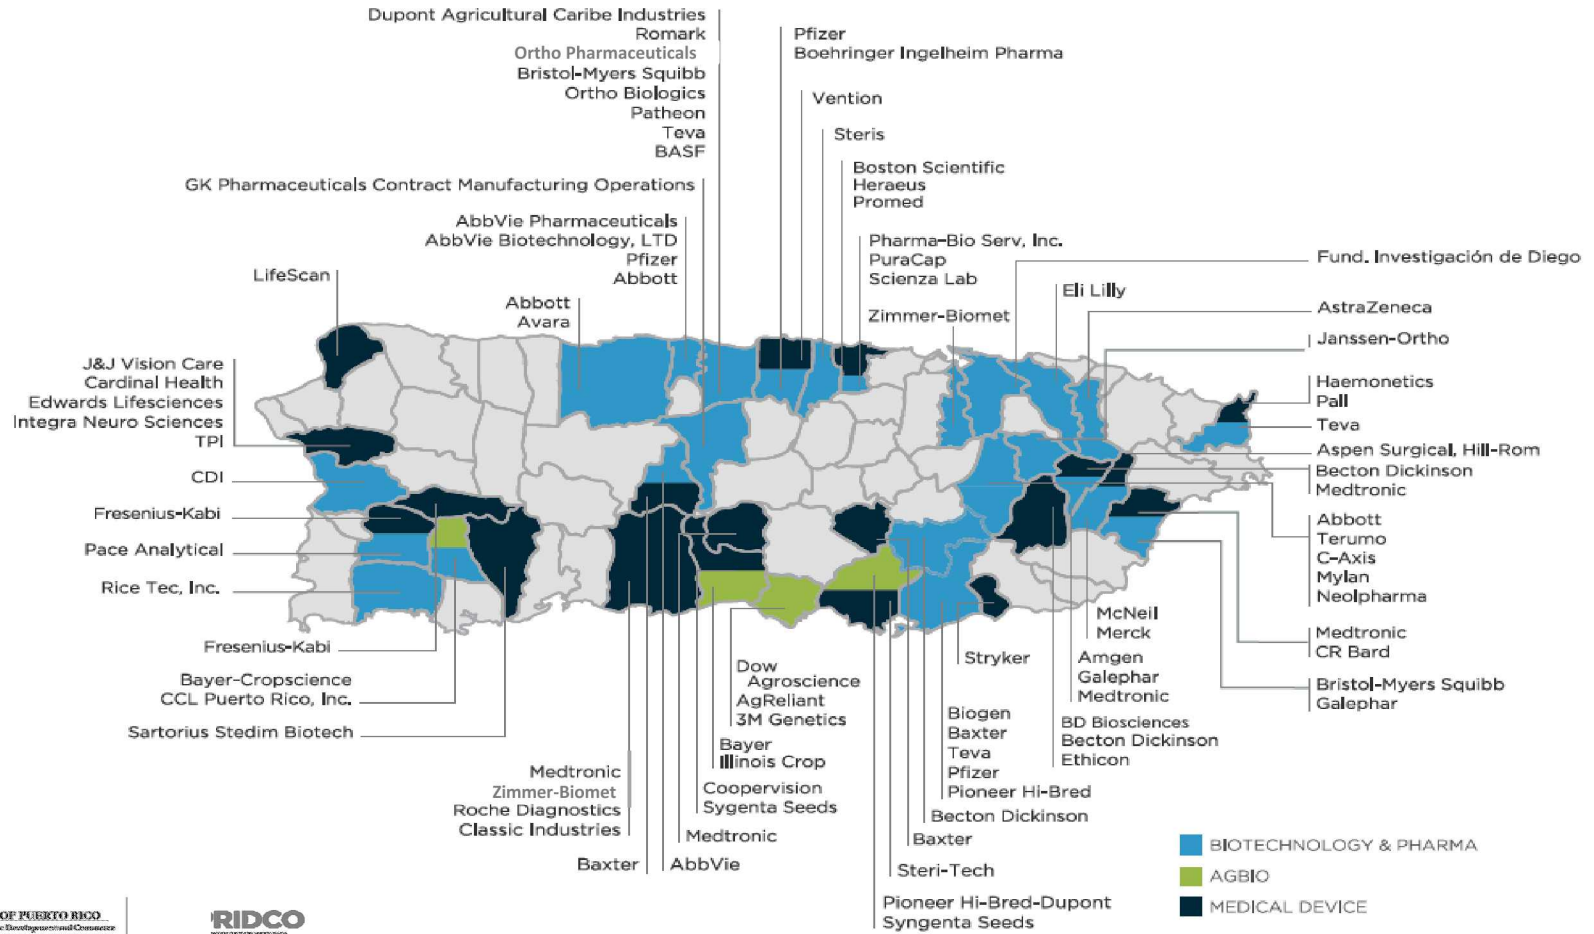 Dupont Agricultural Caribe Industries
Romark
Ortho Pharmaceuticals
Bristol-Myers Squibb
Ortho Biologics
Patheon
Teva
BASF
Pfizer
Boehringer Ingelheim Pharma
Vention
Steris
Boston Scientific
Heraeus
Promed
GK Pharmaceuticals Contract Manufacturing Operations
AbbVie Pharmaceuticals
AbbVie Biotechnology, LTD
Pfizer
Abbott
Pharma-Bio Serv, Inc.
PuraCap
Scienza Lab
Fund. Investigación de Diego
LifeScan
Abbott
Avara
Zimmer-Biomet
Eli Lilly
AstraZeneca
Janssen-Ortho
J&J Vision Care
Cardinal Health
Edwards Lifesciences
Integra Neuro Sciences
TPI
Haemonetics
Pall
Teva
Aspen Surgical, Hill-Rom
Becton Dickinson
Medtronic
CDI
Fresenius-Kabi
Pace Analytical
Rice Tec, Inc.
Abbott
Terumo
C-Axis
Mylan
Neolpharma
Fresenius-Kabi
Bayer-Cropscience
CCL Puerto Rico, Inc.
Sartorius Stedim Biotech
Medtronic
CR Bard
Bristol-Myers Squibb
Galephar
McNeil
Merck
Amgen
Galephar
Medtronic
BD Biosciences
Becton Dickinson
Ethicon
Stryker
Dow
Agroscience
AgReliant
3M Genetics
Bayer
Illinois Crop
Coopervision
Sygenta Seeds
Medtronic
AbbVie
Medtronic
Zimmer-Biomet
Roche Diagnostics
Classic Industries
Baxter
Biogen
Baxter
Teva
Pfizer
Pioneer Hi-Bred
Becton Dickinson
Baxter
Steri-Tech
Pioneer Hi-Bred-Dupont
Syngenta Seeds
BIOTECHNOLOGY & PHARMA
AGBIO
MEDICAL DEVICE
OF PUERTO RICO
RIDCO